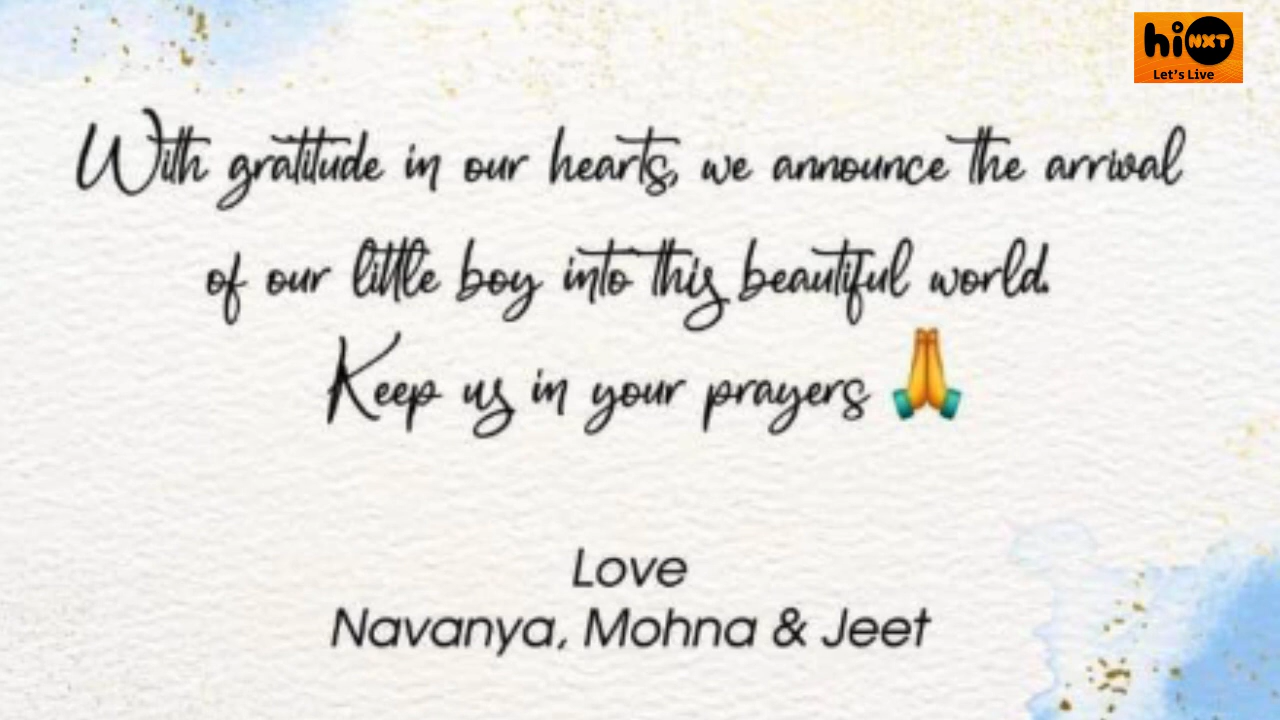 hi NXT
Let's Live
With gratitude in our hearts, we announce the arrival
of our little boy into this beautiful world.
Keep us in your prayers 🙏
Love
Navanya, Mohna & Jeet